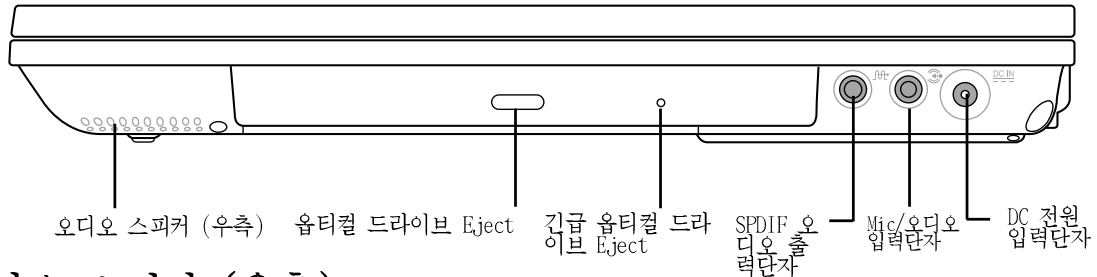 DC IN
오디오 스피커 (우측)
옵티컬 드라이브 Eject
긴급 옵티컬 드라
이브 Eject
SPDIF 오
디오 출
력단자
Mic/오디오
입력단자
DC 전원
입력단자